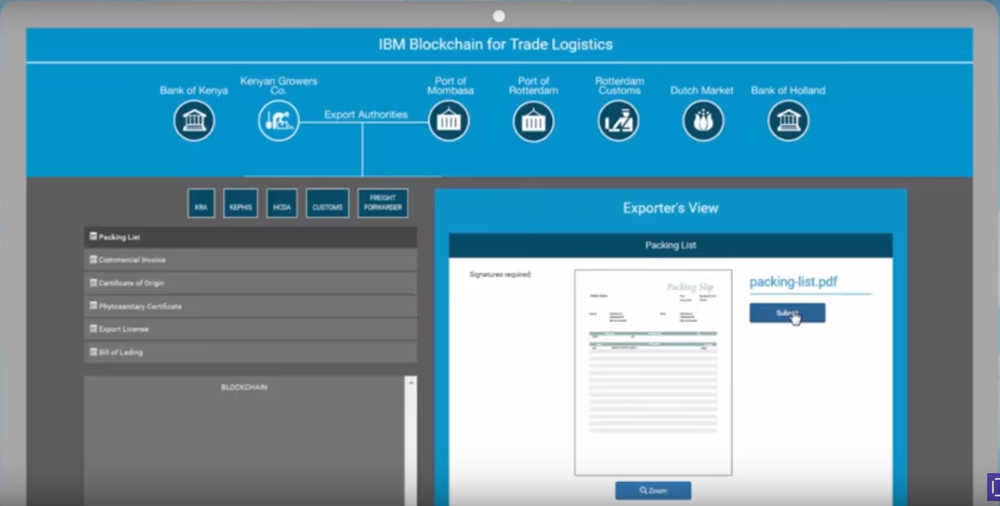 IBM Blockchain for Trade Logistics
Bank of Kenya
Kenyan Growers
Co.
Export Authorities
Port of
Mombasa
Port of
Rotterdam
Rotterdam
Customs
Dutch Market
Bank of Holland
KRA
KEPHIS
HCDA
CUSTOMS
FREIGHT
FORWARDER
Packing List
Commercial Invoice
Certificate of Origin
Phytosanitary Certificate
Export License
Bill of Lading
BLOCKCHAIN
Exporter's View
Packing List
Signatures required:
Packing Slip
packing-list.pdf
Submit
Zoom